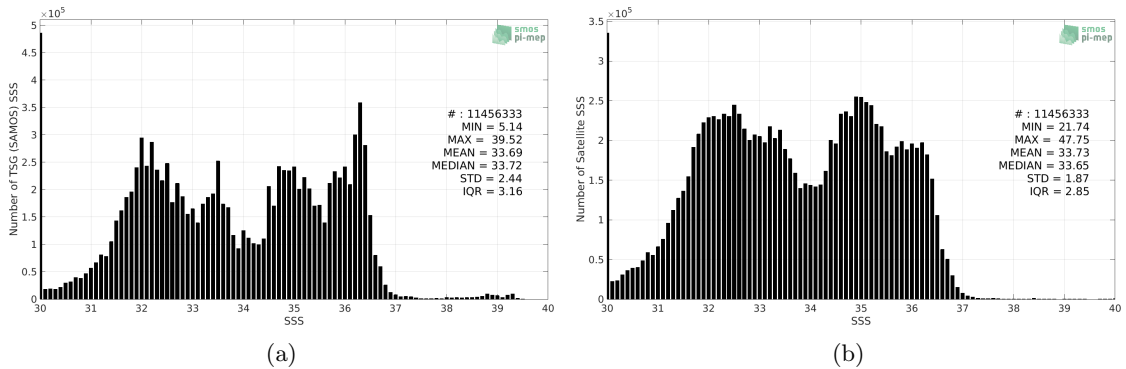 ×10^5
smos
pi-mep
5
4.5
4
3.5
3
2.5
2
1.5
1
0.5
0
Number of TSG (SAMOS) SSS
# : 11456333
MIN = 5.14
MAX = 39.52
MEAN = 33.69
MEDIAN = 33.72
STD = 2.44
IQR = 3.16
30 31 32 33 34 35 36 37 38 39 40
SSS
(a)
×10^5
smos
pi-mep
3.5
3
2.5
2
1.5
1
0.5
0
Number of Satellite SSS
# : 11456333
MIN = 21.74
MAX = 47.75
MEAN = 33.73
MEDIAN = 33.65
STD = 1.87
IQR = 2.85
30 31 32 33 34 35 36 37 38 39 40
SSS
(b)